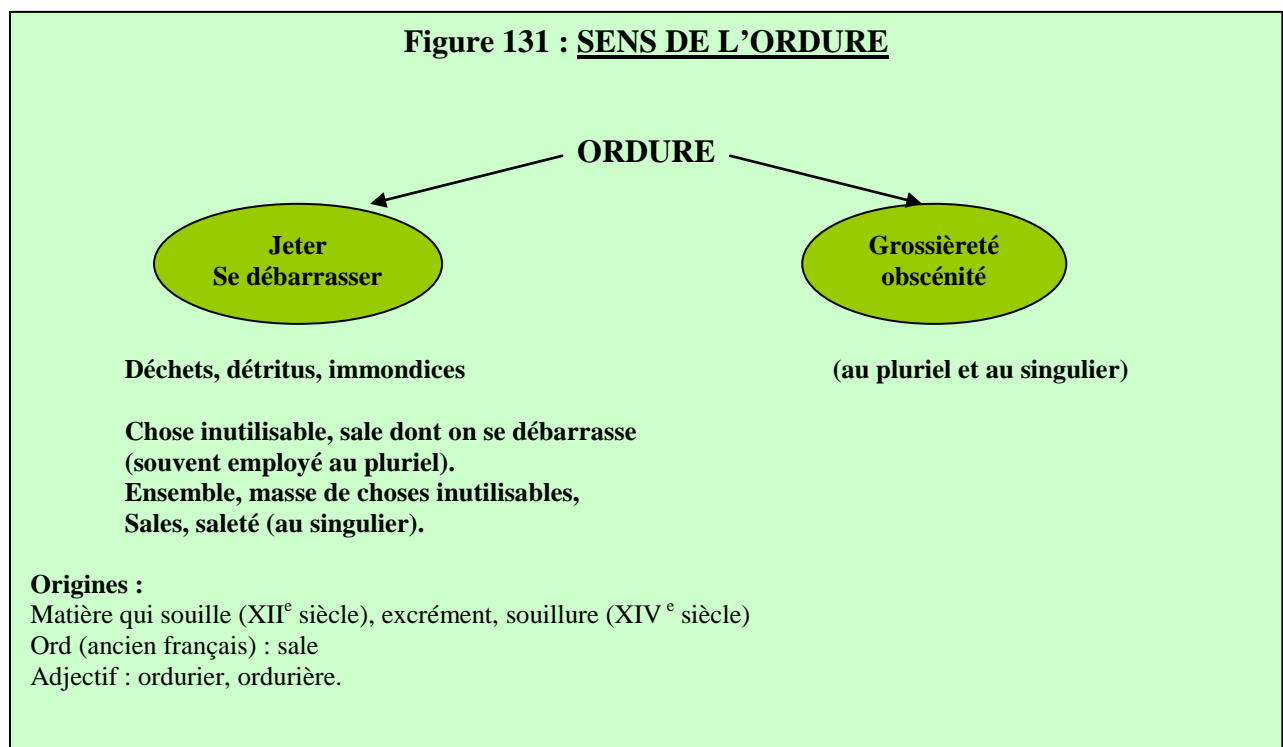 Figure 131 : SENS DE L’ORDURE
ORDURE
Jeter
Se débarrasser
Grossièreté
obscénité
Déchets, détritus, immondices
(au pluriel et au singulier)
Chose inutilisable, sale dont on se débarrasse
(souvent employé au pluriel).
Ensemble, masse de choses inutilisables,
Sales, saleté (au singulier).
Origines :
Matière qui souille (XIIe siècle), excrément, souillure (XIV e siècle)
Ord (ancien français) : sale
Adjectif : ordurier, ordurière.